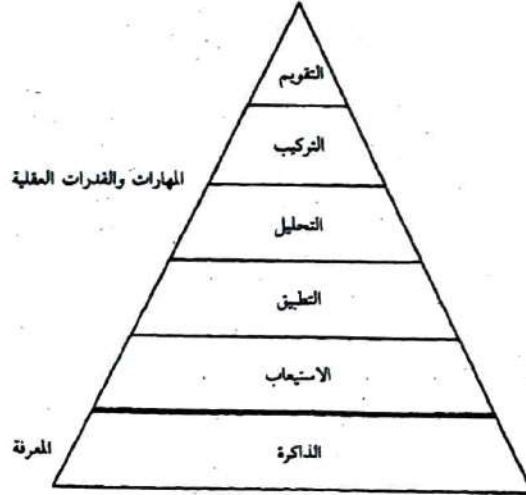 التقويم
التركيب
المهارات والقدرات العقلية
التحليل
التطبيق
الاستيعاب
الذاكرة
المعرفة